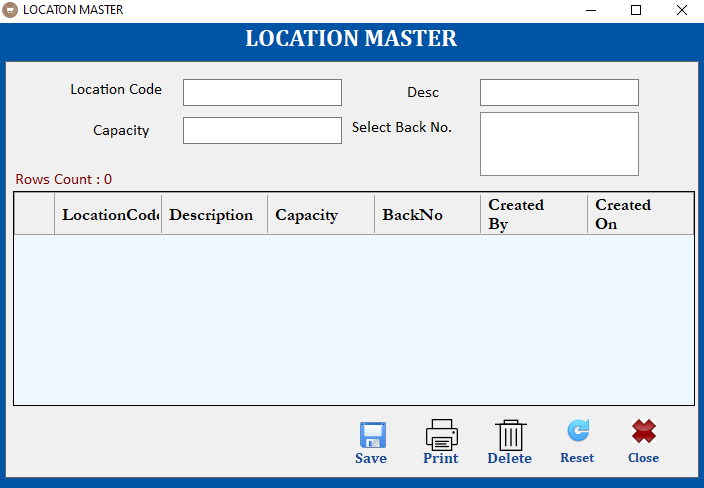 LOCATON MASTER
LOCATION MASTER
Location Code
Desc
Capacity
Select Back No.
Rows Count : 0
LocationCode
Description
Capacity
BackNo
Created
By
Created
On
Save
Print
Delete
Reset
Close